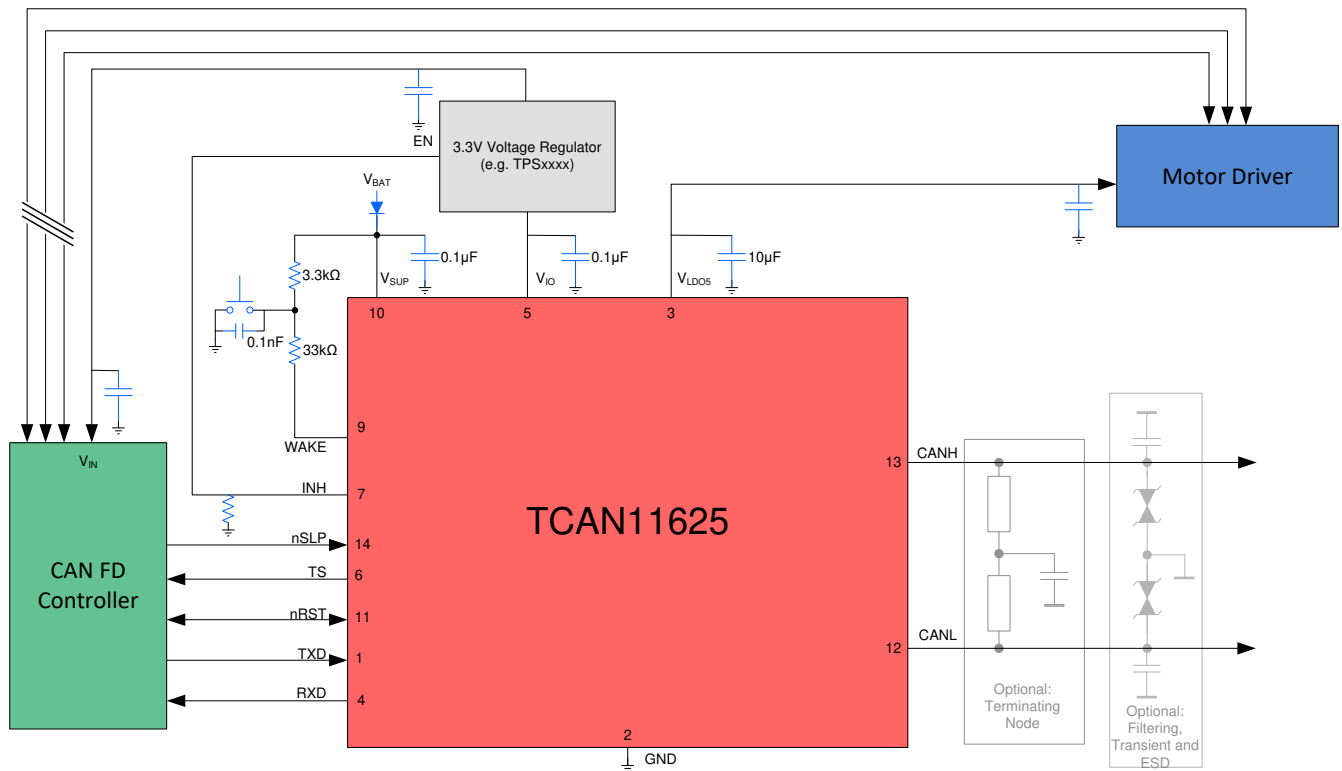 EN
3.3V Voltage Regulator
(e.g. TPSxxxx)
Motor Driver
VBAT
3.3kΩ
0.1µF
0.1µF
10µF
VSUP
VIO
VLDO5
10
5
3
0.1nF
33kΩ
9
WAKE
VIN
INH
7
CANH
13
TCAN11625
nSLP
14
CAN FD
Controller
TS
6
nRST
11
TXD
1
RXD
4
CANL
12
2
GND
Optional:
Terminating
Node
Optional:
Filtering,
Transient and
ESD